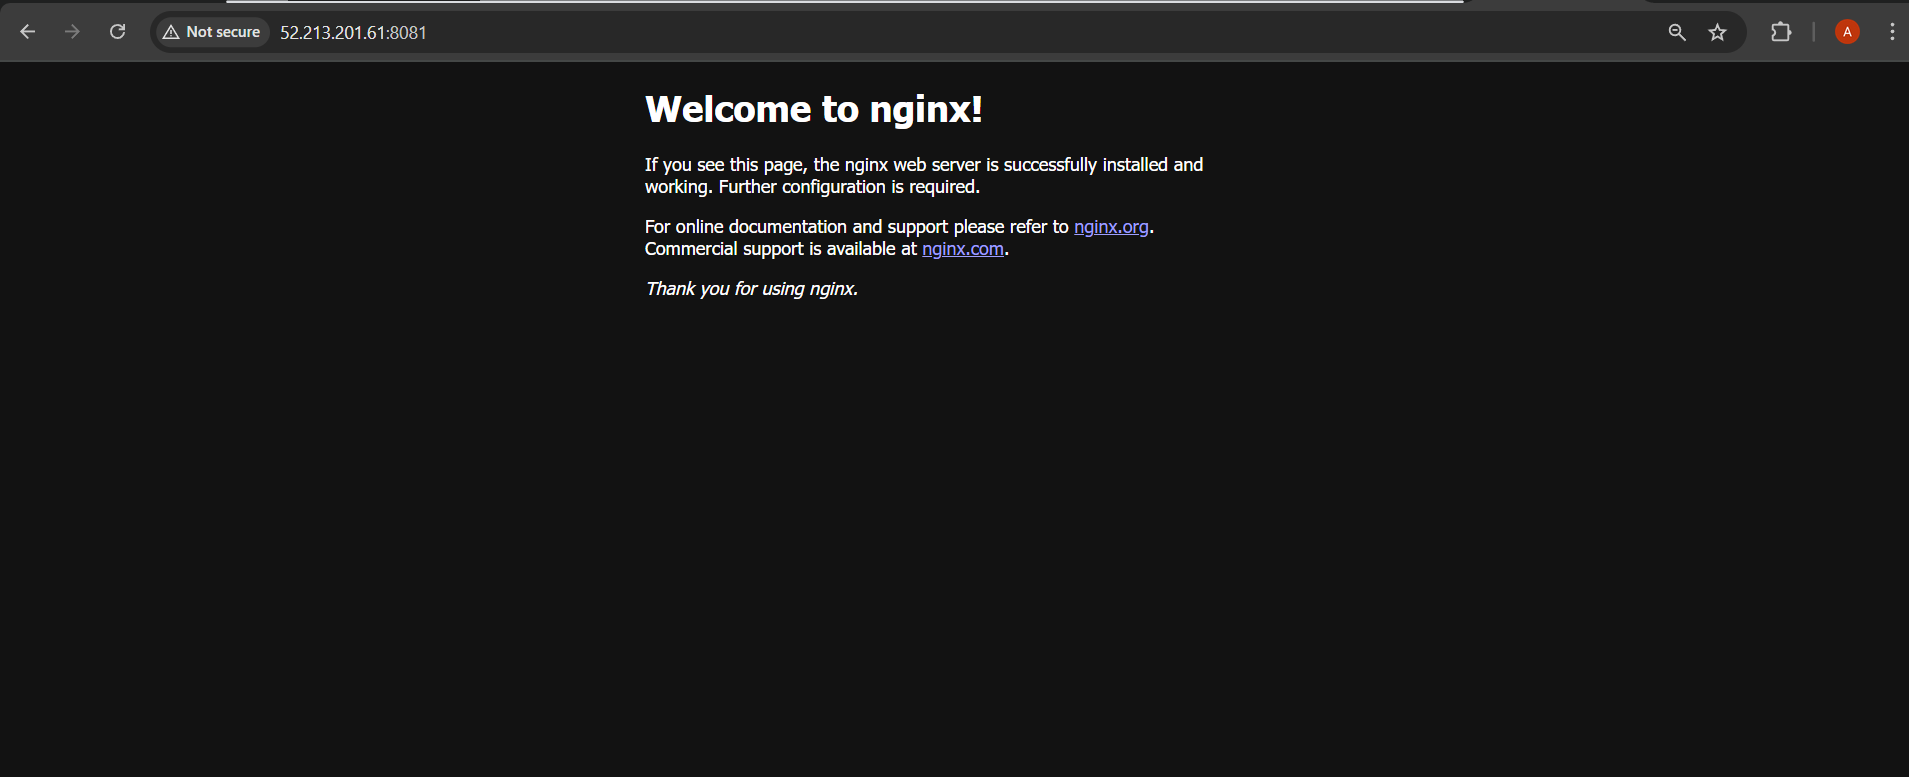 Not secure 52.213.201.61:8081
A
Welcome to nginx!
If you see this page, the nginx web server is successfully installed and
working. Further configuration is required.
For online documentation and support please refer to nginx.org.
Commercial support is available at nginx.com.
Thank you for using nginx.